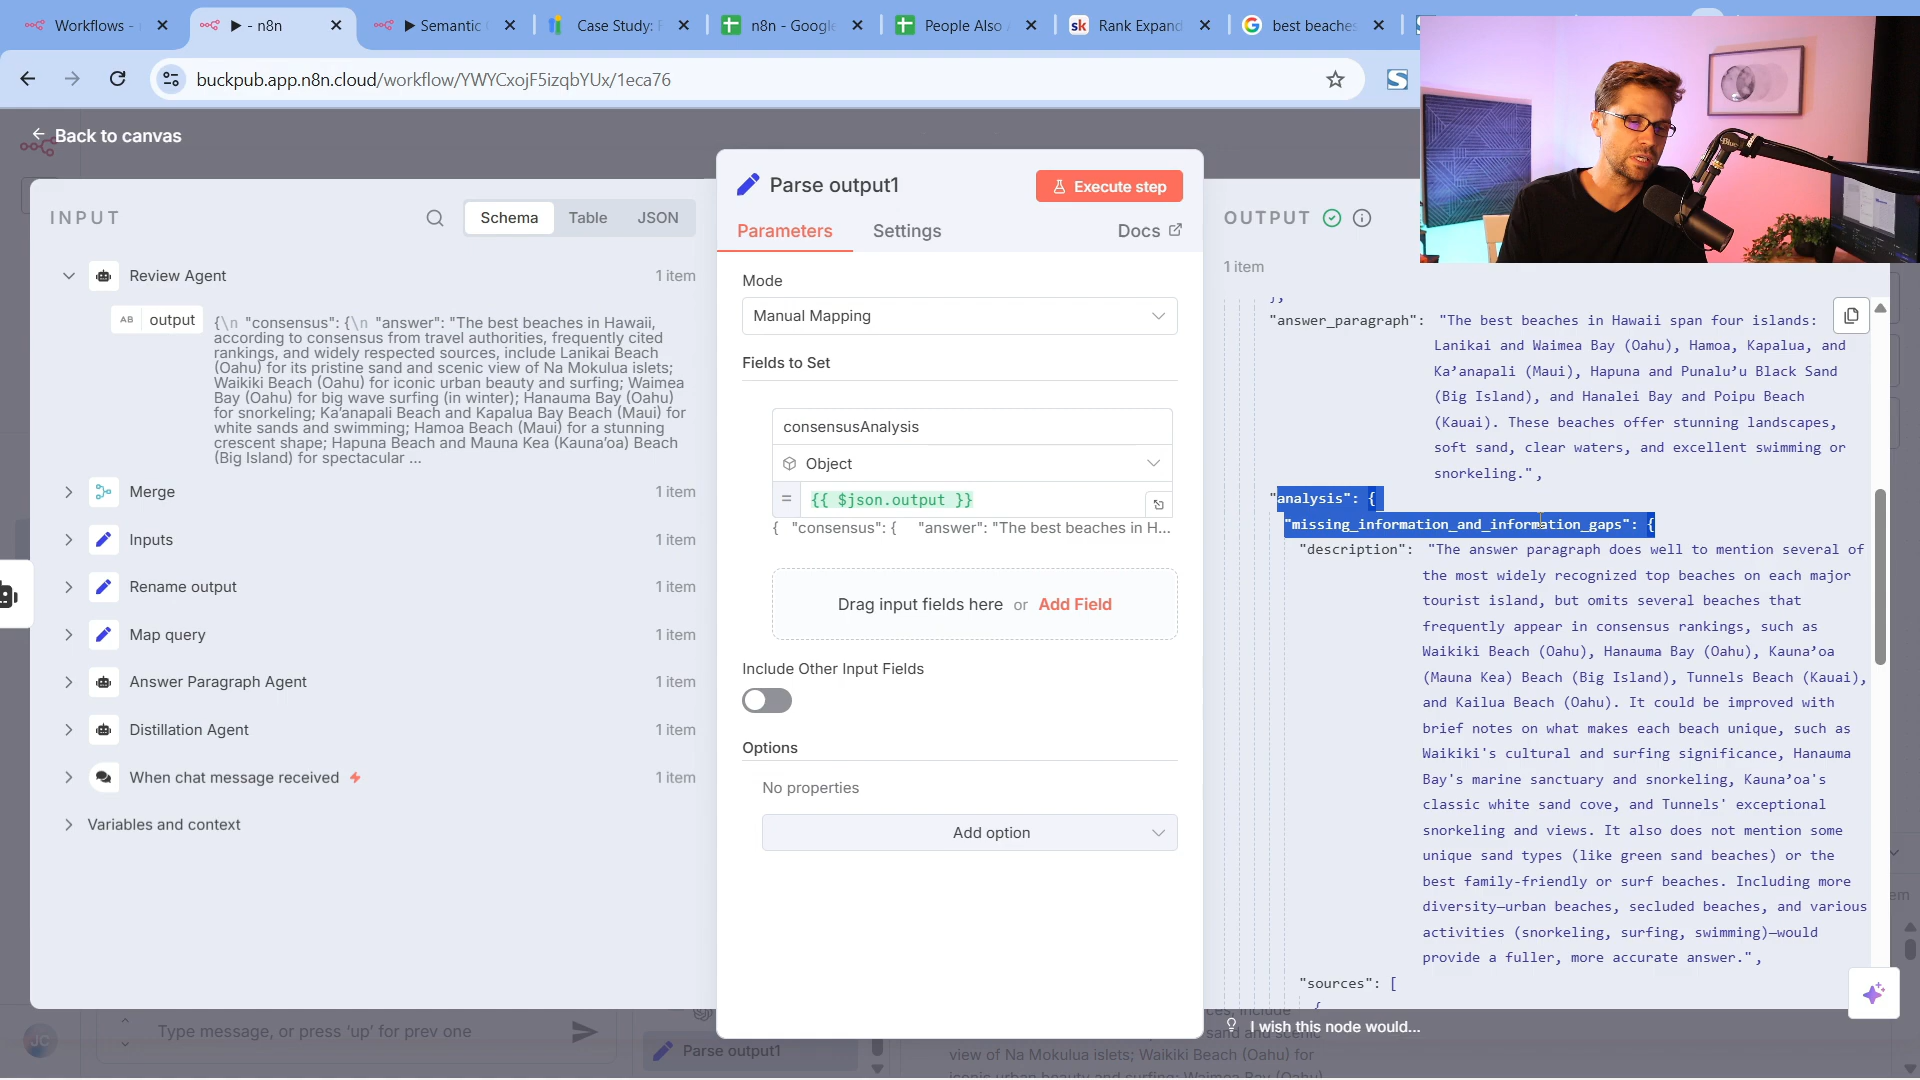 Workflows -
▶ - n8n
▶ Semantic
Case Study: F
n8n - Google
People Also
Rank Expand
best beaches
buckpub.app.n8n.cloud/workflow/YWYCxojF5izqbYUx/1eca76
Back to canvas
INPUT
Schema
Table
JSON
Review Agent
1 item
AB output
{\n "consensus": {\n "answer": "The best beaches in Hawaii,
according to consensus from travel authorities, frequently cited
rankings, and widely respected sources, include Lanikai Beach
(Oahu) for its pristine sand and scenic view of Na Mokulua islets;
Waikiki Beach (Oahu) for iconic urban beauty and surfing; Waimea
Bay (Oahu) for big wave surfing (in winter); Hanauma Bay (Oahu)
for snorkeling; Ka'anapali Beach and Kapalua Bay Beach (Maui) for
white sands and swimming; Hamoa Beach (Maui) for a stunning
crescent shape; Hapuna Beach and Mauna Kea (Kauna'oa) Beach
(Big Island) for spectacular ...
Merge
1 item
Inputs
1 item
Rename output
1 item
Map query
1 item
Answer Paragraph Agent
1 item
Distillation Agent
1 item
When chat message received
1 item
Variables and context
Parse output1
Execute step
Parameters
Settings
Docs
Mode
Manual Mapping
Fields to Set
consensusAnalysis
Object
= {{ $json.output }}
{ "consensus": { "answer": "The best beaches in H...
Drag input fields here or Add Field
Include Other Input Fields
Options
No properties
Add option
OUTPUT
1 item
},
"answer_paragraph": "The best beaches in Hawaii span four islands:
Lanikai and Waimea Bay (Oahu), Hamoa, Kapalua, and
Ka’anapali (Maui), Hapuna and Punalu’u Black Sand
(Big Island), and Hanalei Bay and Poipu Beach
(Kauai). These beaches offer stunning landscapes,
soft sand, clear waters, and excellent swimming or
snorkeling.",
"analysis": {
"missing_information_and_information_gaps": {
"description": "The answer paragraph does well to mention several of
the most widely recognized top beaches on each major
tourist island, but omits several beaches that
frequently appear in consensus rankings, such as
Waikiki Beach (Oahu), Hanauma Bay (Oahu), Kauna’oa
(Mauna Kea) Beach (Big Island), Tunnels Beach (Kauai),
and Kailua Beach (Oahu). It could be improved with
brief notes on what makes each beach unique, such as
Waikiki's cultural and surfing significance, Hanauma
Bay's marine sanctuary and snorkeling, Kauna’oa's
classic white sand cove, and Tunnels' exceptional
snorkeling and views. It also does not mention some
unique sand types (like green sand beaches) or the
best family-friendly or surf beaches. Including more
diversity—urban beaches, secluded beaches, and various
activities (snorkeling, surfing, swimming)—would
provide a fuller, more accurate answer.",
"sources": [
{
I wish this node would...
JC
Type message, or press ‘up’ for prev one
Parse output1
view of Na Mokulua islets; Waikiki Beach (Oahu) for
iconic urban beauty and surfing; Waimea Bay (Oahu)